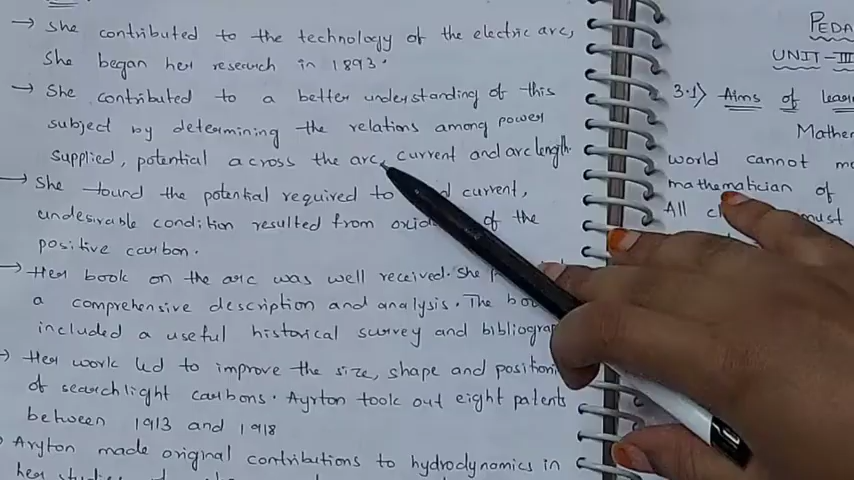 → She contributed to the technology of the electric arc,
She began her research in 1893.
→ She contributed to a better understanding of this
subject by determining the relations among power
supplied, potential across the arc, current and arc length.
→ She found the potential required to current,
undesirable condition resulted from of the
positive carbon.
→ Her book on the arc was well received. She
a comprehensive description and analysis. The
included a useful historical survey and
→ Her work led to improve the size, shape and
of searchlight carbons. Ayrton took out eight patents
between 1913 and 1918
Aryton made original contributions to hydrodynamics in
her
PEDA
UNIT-III
3.1) Aims of
Mathe
world cannot
mathematician of
All must